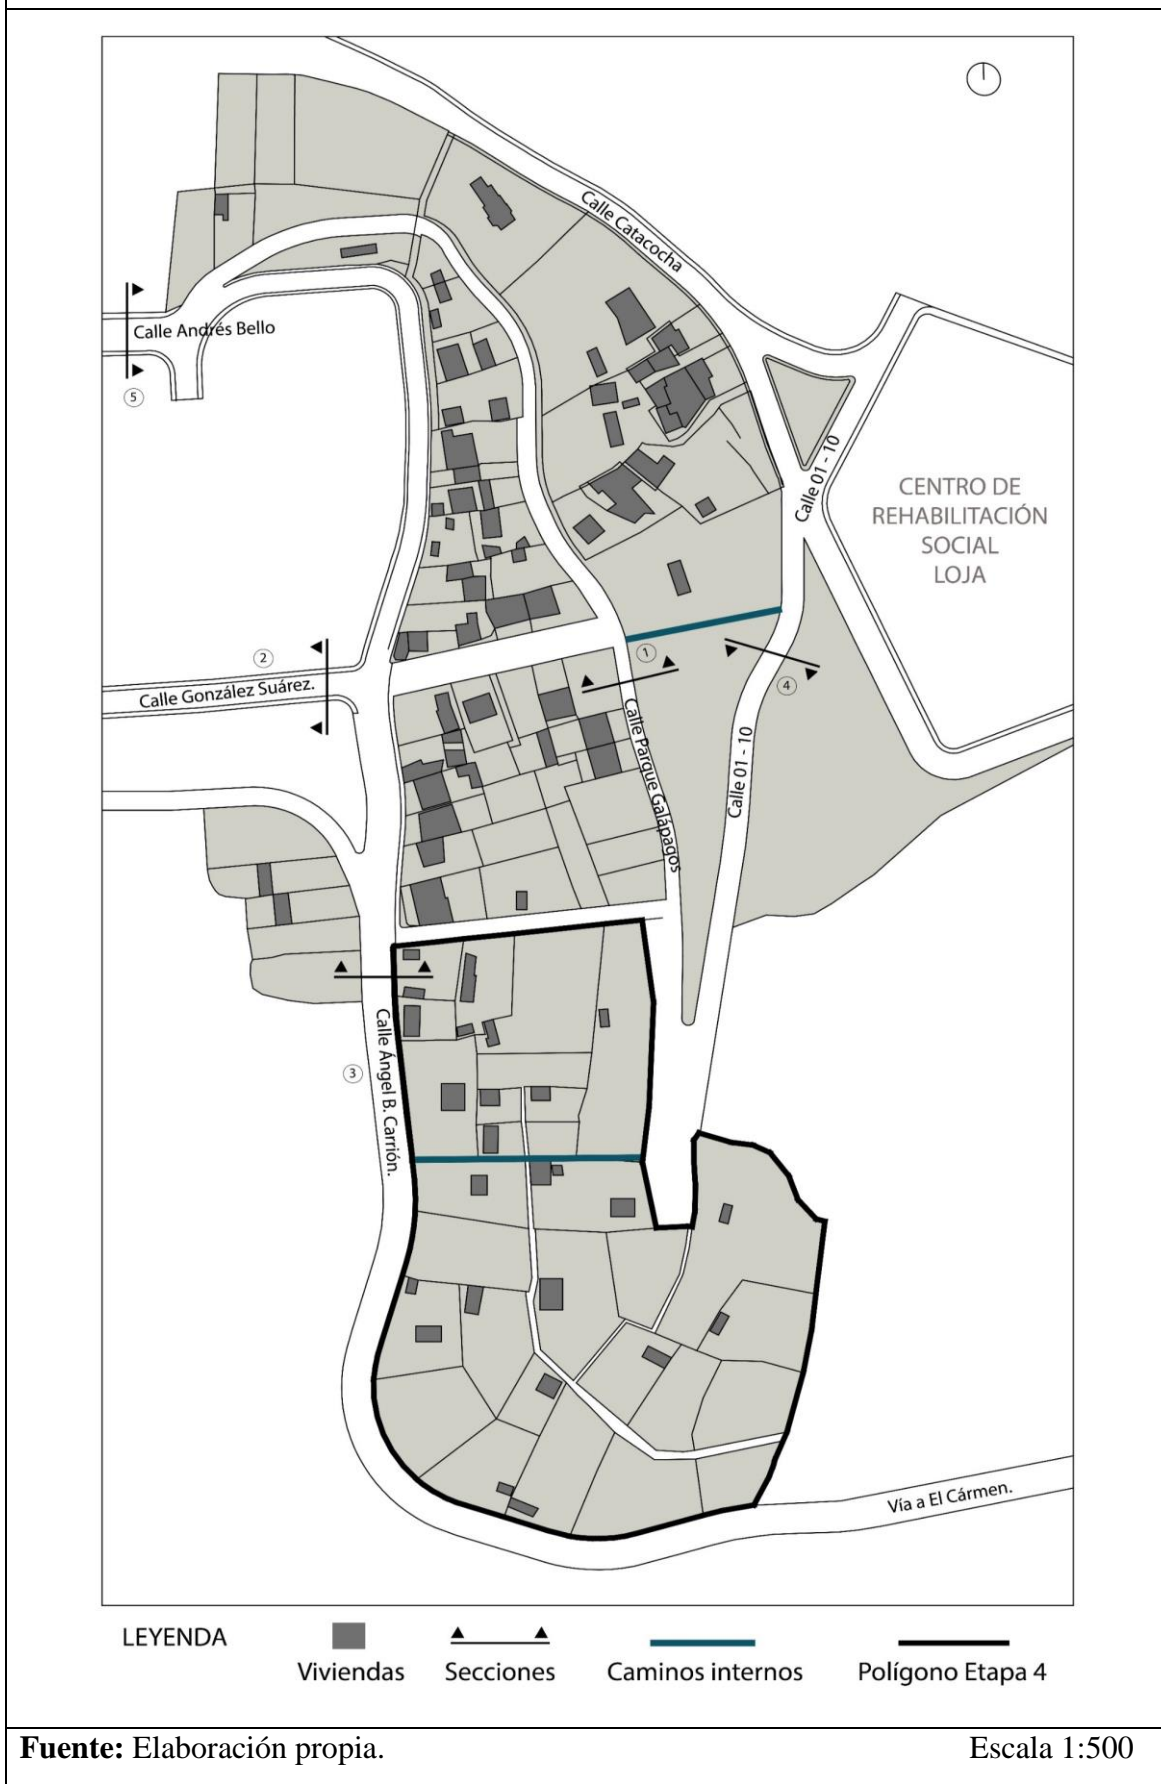 Calle Catacocha
Calle Andrés Bello
5
Calle 01 - 10
CENTRO DE
REHABILITACIÓN
SOCIAL
LOJA
2
1
4
Calle González Suárez.
Calle Parque Galápagos
Calle 01 - 10
Calle Ángel B. Carrión.
3
Vía a El Cármen.
LEYENDA
Viviendas
Secciones
Caminos internos
Polígono Etapa 4
Fuente: Elaboración propia.
Escala 1:500